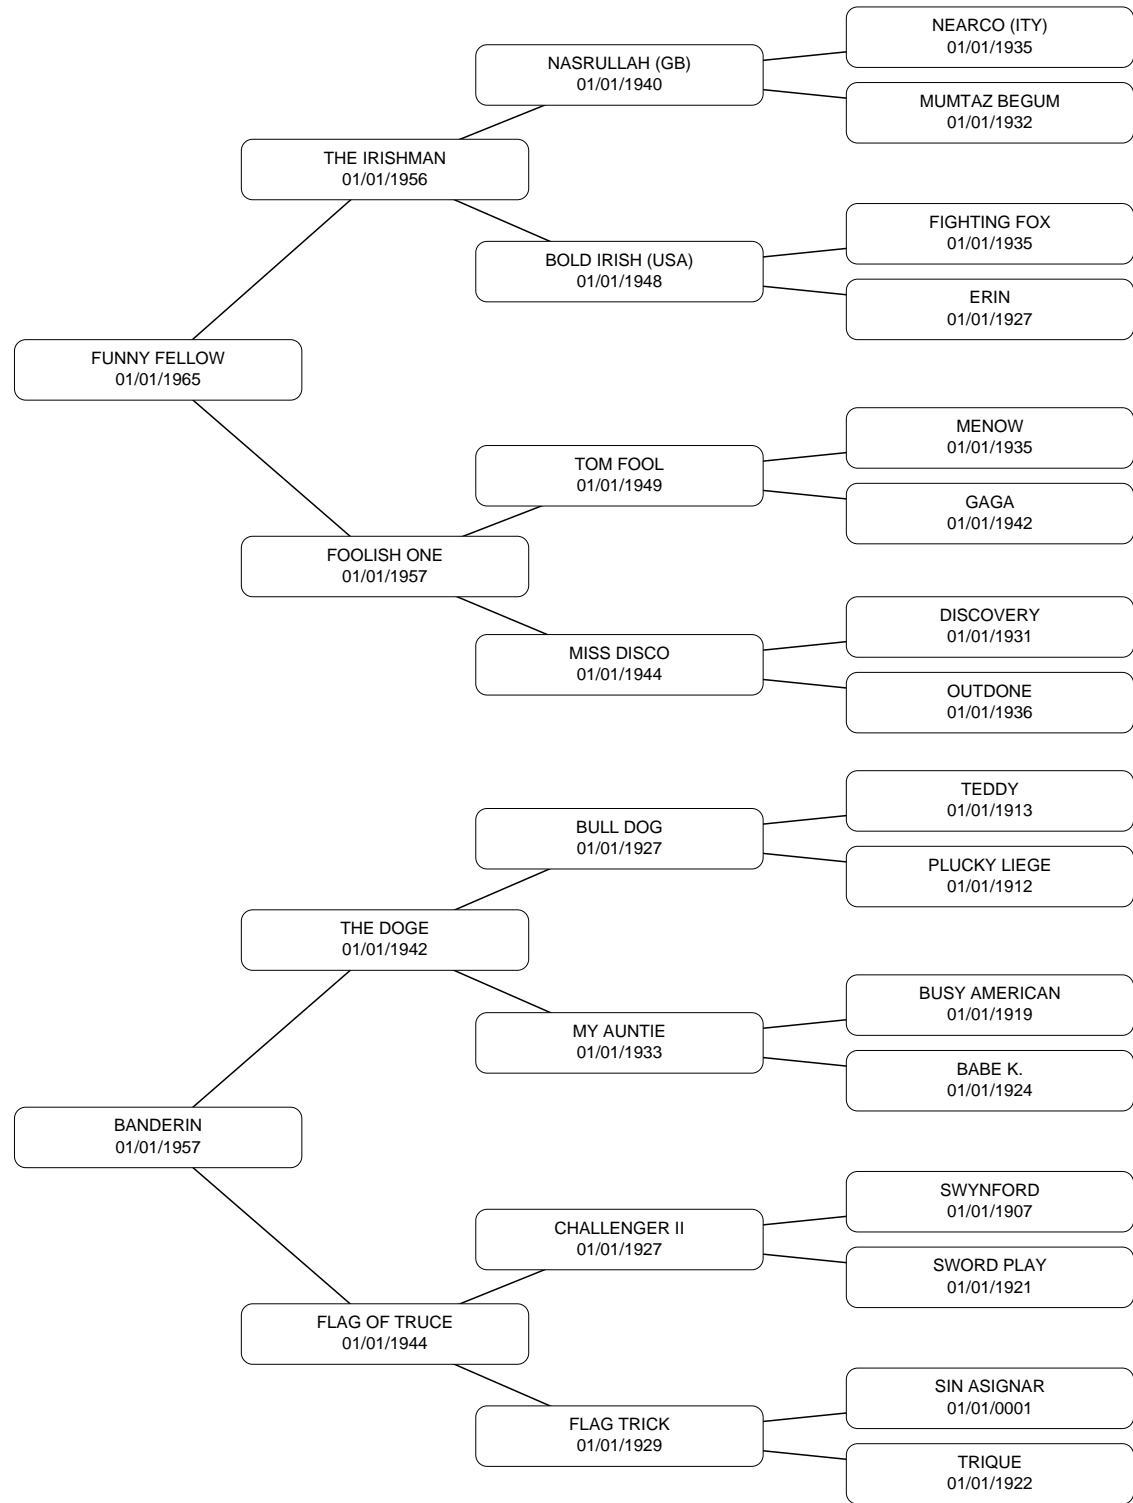 NEARCO (ITY)
01/01/1935
NASRULLAH (GB)
01/01/1940
MUMTAZ BEGUM
01/01/1932
THE IRISHMAN
01/01/1956
FIGHTING FOX
01/01/1935
BOLD IRISH (USA)
01/01/1948
ERIN
01/01/1927
FUNNY FELLOW
01/01/1965
MENOW
01/01/1935
TOM FOOL
01/01/1949
GAGA
01/01/1942
FOOLISH ONE
01/01/1957
DISCOVERY
01/01/1931
MISS DISCO
01/01/1944
OUTDONE
01/01/1936
TEDDY
01/01/1913
BULL DOG
01/01/1927
PLUCKY LIEGE
01/01/1912
THE DOGE
01/01/1942
BUSY AMERICAN
01/01/1919
MY AUNTIE
01/01/1933
BABE K.
01/01/1924
BANDERIN
01/01/1957
SWYNFORD
01/01/1907
CHALLENGER II
01/01/1927
SWORD PLAY
01/01/1921
FLAG OF TRUCE
01/01/1944
SIN ASIGNAR
01/01/0001
FLAG TRICK
01/01/1929
TRIQUE
01/01/1922